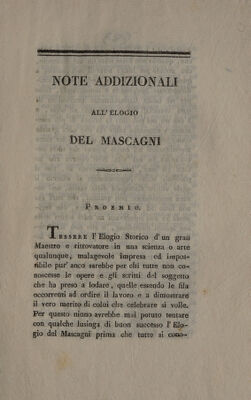 NOTE ADDIZIONALI
ALL'ELOGIO
DEL MASCAGNI
PROEMIO.
TESSERE l'Elogio Storico d'un gran
Maestro e ritrovatore in una scienza o arte
qualunque, malagevole impresa ed impos-
sibile pur'anco sarebbe per chi tutte non co-
noscesse le opere e gli scritti del soggetto
che ha preso a lodare, quelle essendo le fila
occorrenti ad ordire il lavoro e a dimostrare
il vero merito di colui che celebrare si volle.
Per questo niuno avrebbe mai potuto tentare
con qualche lusinga di buon successo l'Elo-
gio del Mascagni prima che tutte si cono-